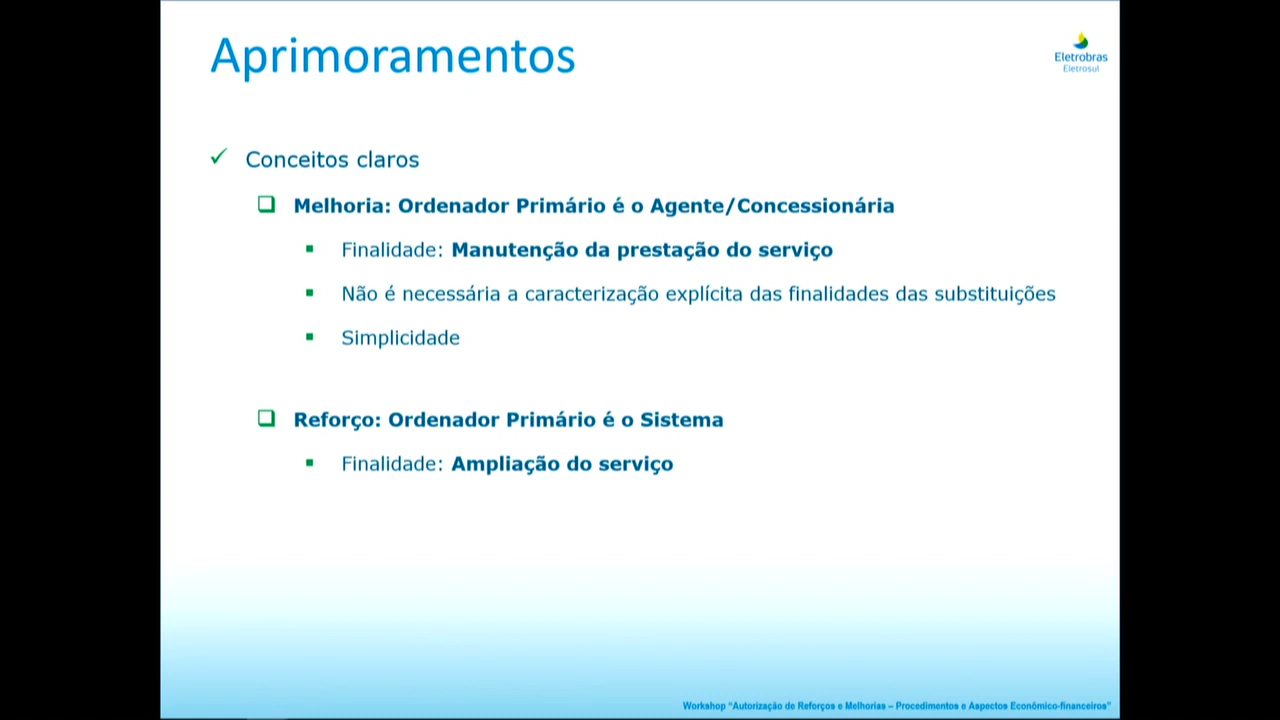 Aprimoramentos
Eletrobras
Eletrosul
Conceitos claros
Melhoria: Ordenador Primário é o Agente/Concessionária
Finalidade: Manutenção da prestação do serviço
Não é necessária a caracterização explícita das finalidades das substituições
Simplicidade
Reforço: Ordenador Primário é o Sistema
Finalidade: Ampliação do serviço
Workshop “Autorização de Reforços e Melhorias – Procedimentos e Aspectos Econômico-financeiros”